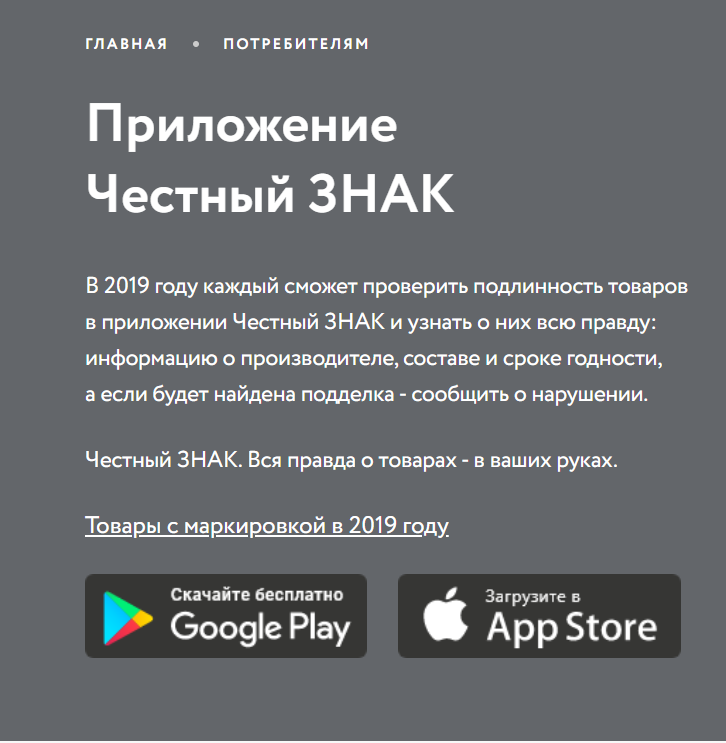 ГЛАВНАЯ • ПОТРЕБИТЕЛЯМ
Приложение
Честный ЗНАК
В 2019 году каждый сможет проверить подлинность товаров
в приложении Честный ЗНАК и узнать о них всю правду:
информацию о производителе, составе и сроке годности,
а если будет найдена подделка - сообщить о нарушении.
Честный ЗНАК. Вся правда о товарах - в ваших руках.
Товары с маркировкой в 2019 году
Скачайте бесплатно
Google Play
Загрузите в
App Store